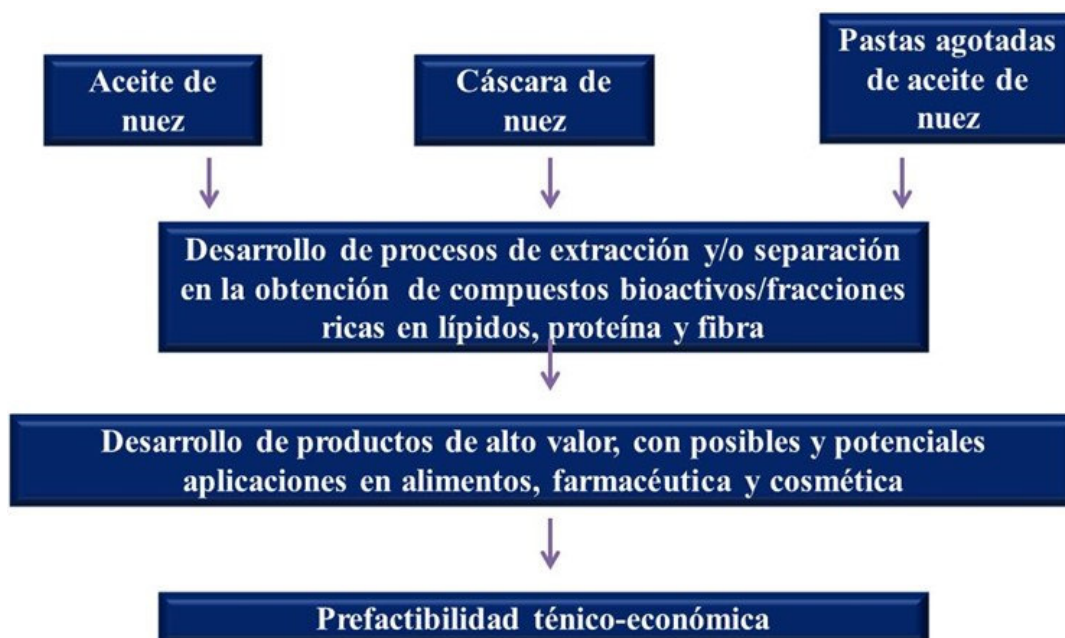 Aceite de
nuez
Cáscara de
nuez
Pastas agotadas
de aceite de
nuez
Desarrollo de procesos de extracción y/o separación
en la obtención de compuestos bioactivos/fracciones
ricas en lípidos, proteína y fibra
Desarrollo de productos de alto valor, con posibles y potenciales
aplicaciones en alimentos, farmacéutica y cosmética
Prefactibilidad ténico-económica